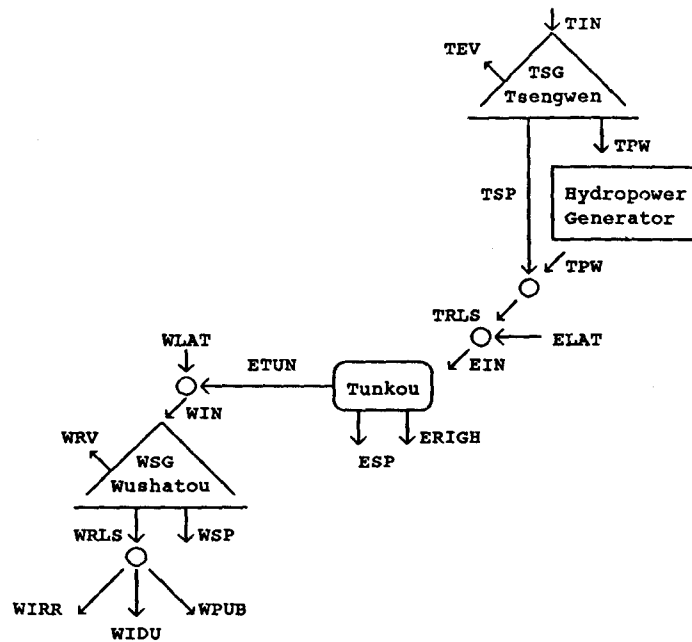 TIN
TEV
TSG
Tsengwen
TPW
TSP
Hydropower
Generator
TPW
TRLS
ELAT
EIN
WLAT
ETUN
Tunkou
WIN
ERIGH
ESP
WRV
WSG
Wushatou
WRLS
WSP
WIRR
WPUB
WIDU